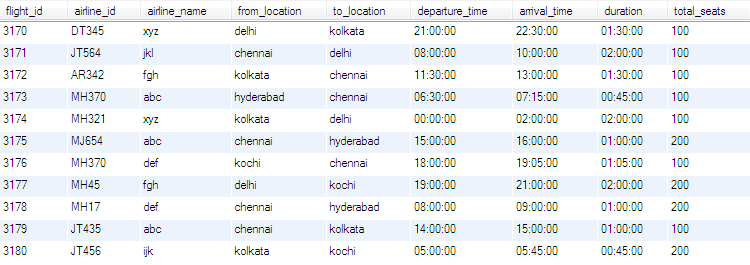 flight_id airline_id airline_name from_location to_location departure_time arrival_time duration total_seats
3170 DT345 xyz delhi kolkata 21:00:00 22:30:00 01:30:00 100
3171 JT564 jkl chennai delhi 08:00:00 10:00:00 02:00:00 100
3172 AR342 fgh kolkata chennai 11:30:00 13:00:00 01:30:00 100
3173 MH370 abc hyderabad chennai 06:30:00 07:15:00 00:45:00 100
3174 MH321 xyz kolkata delhi 00:00:00 02:00:00 02:00:00 100
3175 MJ654 abc chennai hyderabad 15:00:00 16:00:00 01:00:00 200
3176 MH370 def kochi chennai 18:00:00 19:05:00 01:05:00 100
3177 MH45 fgh delhi kochi 19:00:00 21:00:00 02:00:00 200
3178 MH17 def chennai hyderabad 08:00:00 09:00:00 01:00:00 200
3179 JT435 abc chennai kolkata 14:00:00 15:00:00 01:00:00 100
3180 JT456 ijk kolkata kochi 05:00:00 05:45:00 00:45:00 200